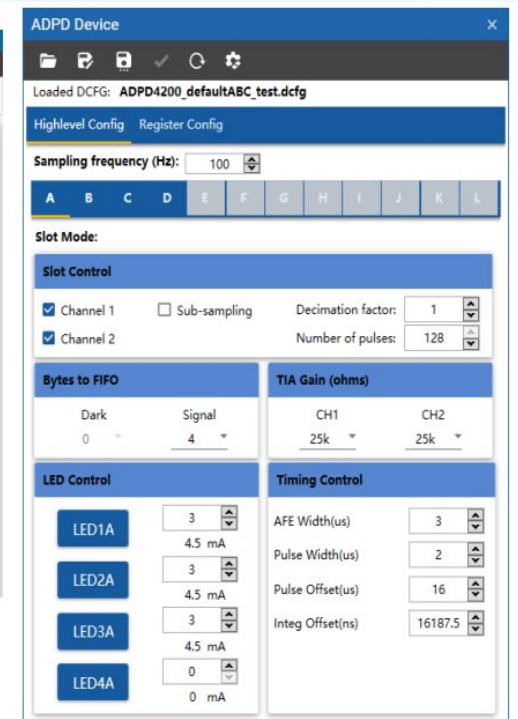 ADPD Device
Loaded DCFG: ADPD4200_defaultABC_test.dcfg
Highlevel Config Register Config
Sampling frequency (Hz): 100
A B C D E F G H I J K L
Slot Mode:
Slot Control
Channel 1 Sub-sampling Decimation factor: 1
Channel 2 Number of pulses: 128
Bytes to FIFO TIA Gain (ohms)
Dark Signal CH1 CH2
0 4 25k 25k
LED Control Timing Control
LED1A 3 AFE Width(us) 3
4.5 mA
LED2A 3 Pulse Width(us) 2
4.5 mA
LED3A 3 Pulse Offset(us) 16
4.5 mA
LED4A 0 Integ Offset(ns) 16187.5
0 mA